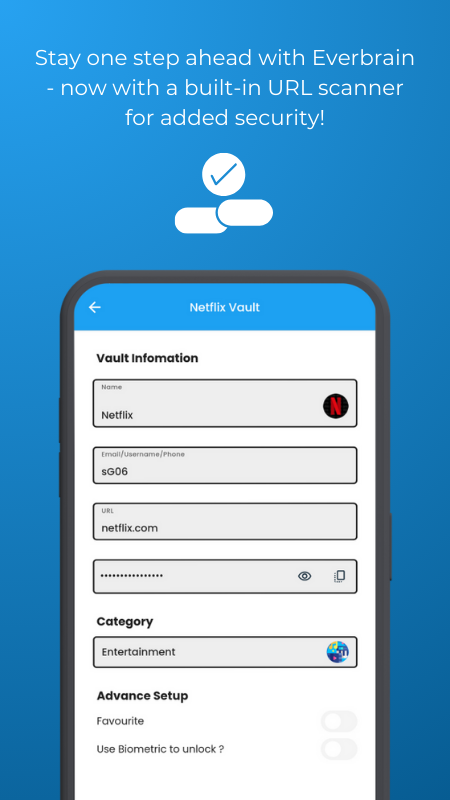 Stay one step ahead with Everbrain
- now with a built-in URL scanner
for added security!
Netflix Vault
Vault Infomation
Name
Netflix
N
Email/Username/Phone
sG06
URL
netflix.com
••••••••••••••••
Category
Entertainment
Advance Setup
Favourite
Use Biometric to unlock ?